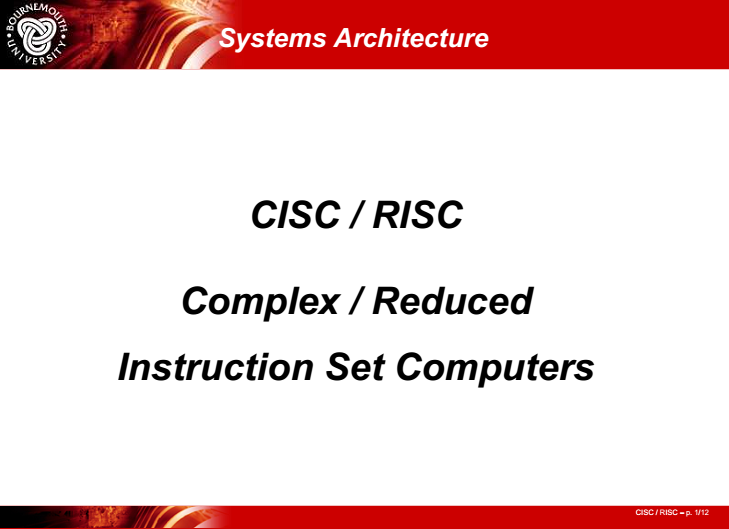 BOURNEMOUTH
UNIVERSITY
Systems Architecture
CISC / RISC
Complex / Reduced
Instruction Set Computers
CISC / RISC – p. 1/12